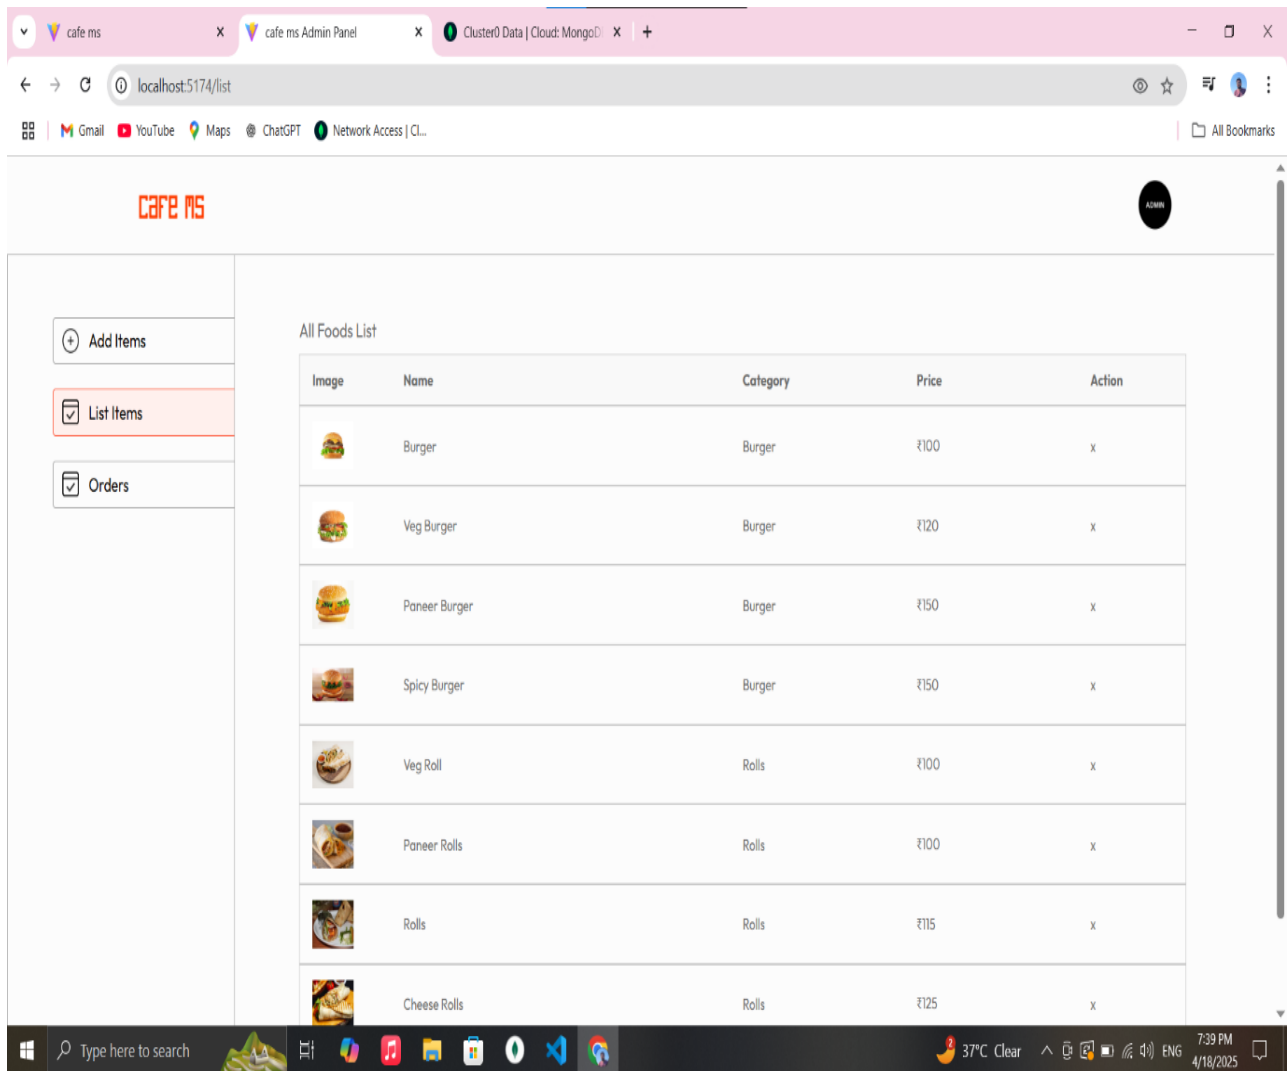 cafe ms
cafe ms Admin Panel
Cluster0 Data | Cloud: MongoD
localhost:5174/list
Gmail YouTube Maps ChatGPT Network Access | Cl... All Bookmarks
cafe ms
ADMIN
Add Items
List Items
Orders
All Foods List
Image Name Category Price Action
Burger Burger ₹100 x
Veg Burger Burger ₹120 x
Paneer Burger Burger ₹150 x
Spicy Burger Burger ₹150 x
Veg Roll Rolls ₹100 x
Paneer Rolls Rolls ₹100 x
Rolls Rolls ₹115 x
Cheese Rolls Rolls ₹125 x
Type here to search
2
37°C Clear
ENG
7:39 PM
4/18/2025